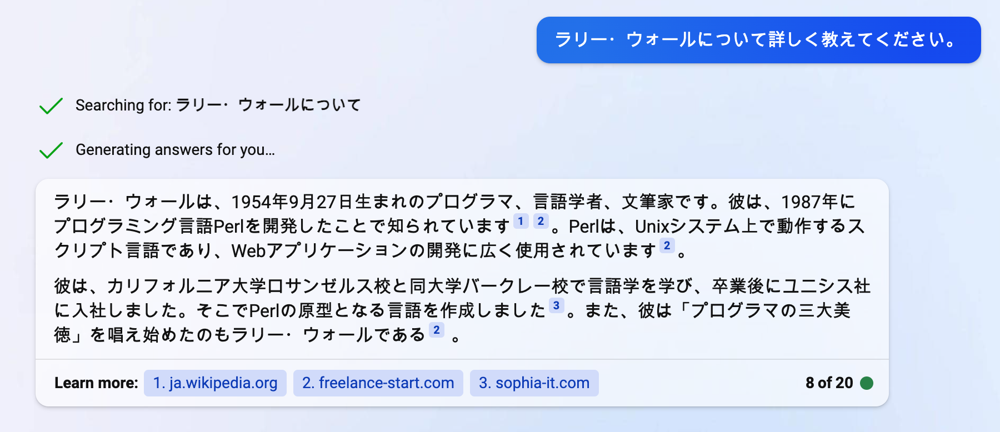 ラリー・ウォールについて詳しく教えてください。
Searching for: ラリー・ウォールについて
Generating answers for you…
ラリー・ウォールは、1954年9月27日生まれのプログラマ、言語学者、文筆家です。彼は、1987年に
プログラミング言語Perlを開発したことで知られています 1 2 。Perlは、Unixシステム上で動作するス
クリプト言語であり、Webアプリケーションの開発に広く使用されています 2 。
彼は、カリフォルニア大学ロサンゼルス校と同大学バークレー校で言語学を学び、卒業後にユニシス社
に入社しました。そこでPerlの原型となる言語を作成しました 3 。また、彼は「プログラマの三大美
徳」を唱え始めたのもラリー・ウォールである 2 。
Learn more: 1. ja.wikipedia.org 2. freelance-start.com 3. sophia-it.com 8 of 20